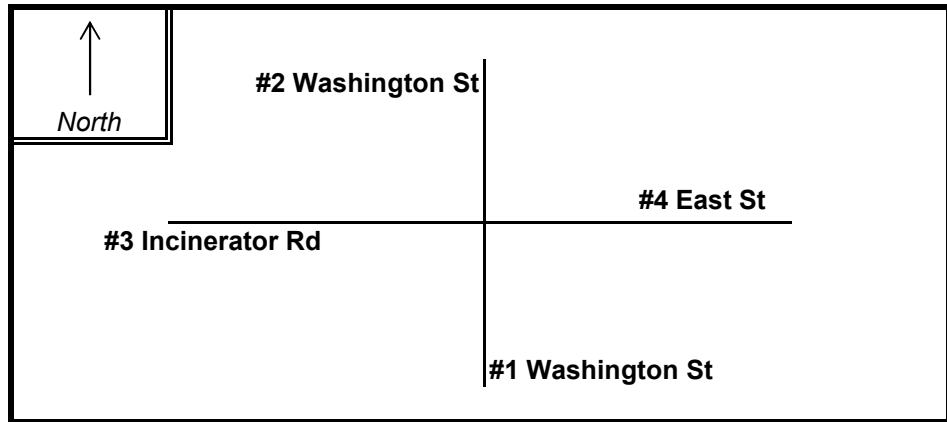 #2 Washington St
North
#4 East St
#3 Incinerator Rd
#1 Washington St